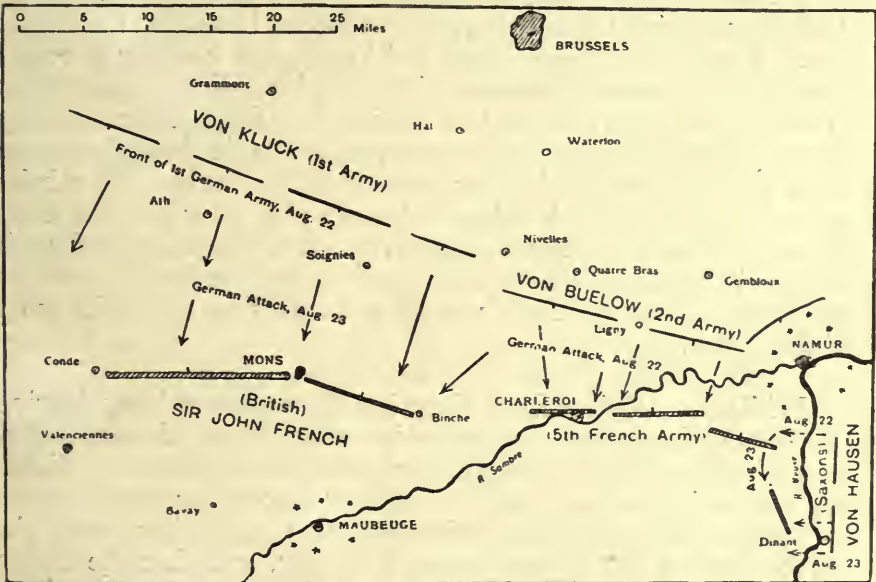 0 5 10 15 20 25
Miles
BRUSSELS
Grammont
VON KLUCK (1st Army)
Hal
Waterlon
Front of 1st German Army, Aug. 22
Ath
Soignies
Nivelles
Quatre Bras
Gembloux
VON BUELOW (2nd Army)
German Attack, Aug 23
Ligny
German Attack, Aug 22
NAMUR
Conde
MONS
CHARLEROI
(British)
SIR JOHN FRENCH
Binche
(5th French Army)
Aug 22
Aug 23
Valenciennes
R Sambre
R Meuse
(Saxons)
VON HAUSEN
Bavay
MAUBEUGE
Dinant
Aug 23